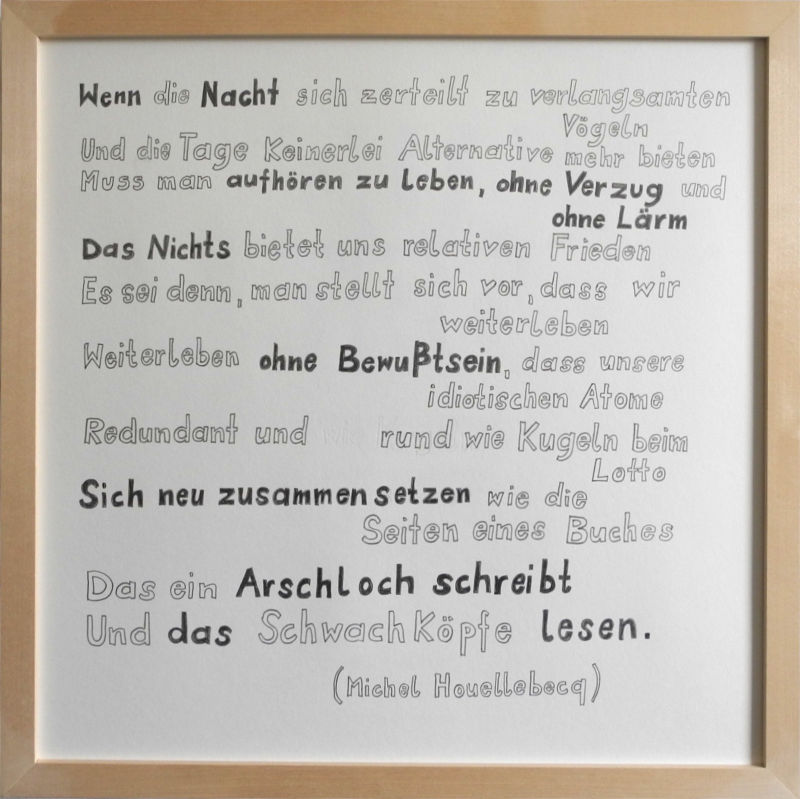 Wenn die Nacht sich zerteilt zu verlangsamten
Vögeln
Und die Tage Keinerlei Alternative mehr bieten
Muss man aufhören zu leben, ohne Verzug und
ohne Lärm
Das Nichts bietet uns relativen Frieden
Es sei denn, man stellt sich vor, dass wir
weiterleben
Weiterleben ohne Bewußtsein, dass unsere
idiotischen Atome
Redundant und rund wie Kugeln beim
Lotto
Sich neu zusammensetzen wie die
Seiten eines Buches
Das ein Arschloch schreibt
Und das SchwachKöpfe lesen.
(Michel Houellebecq)